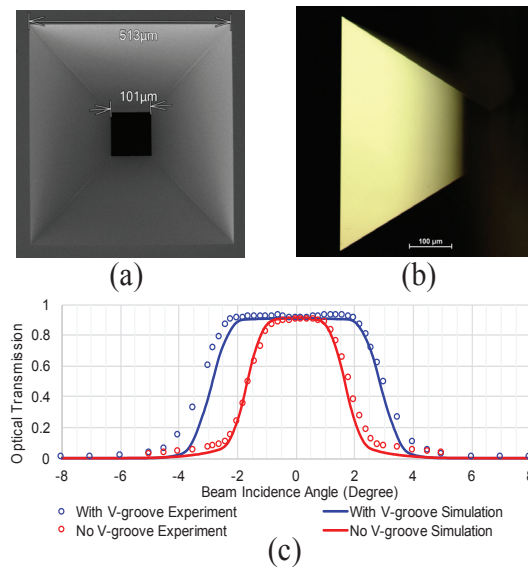 513μm
101μm
100 μm
(a)
(b)
Optical Transmission
1
0.8
0.6
0.4
0.2
0
-8 -6 -4 -2 0 2 4 6 8
Beam Incidence Angle (Degree)
With V-groove Experiment With V-groove Simulation
No V-groove Experiment No V-groove Simulation
(c)